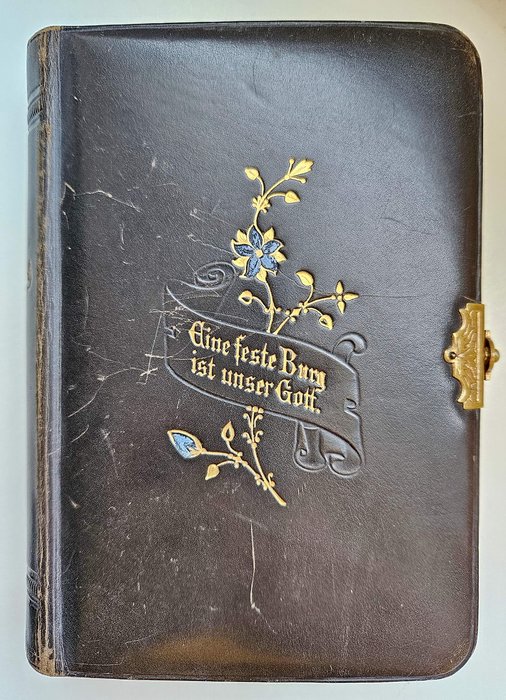 Eine feste Burg
ist unser Gott.